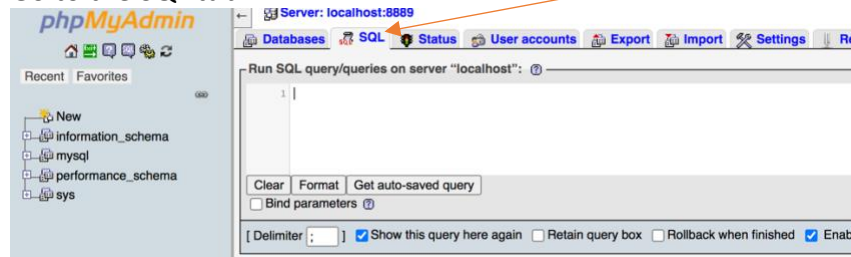 phpMyAdmin
Recent Favorites
New
information_schema
mysql
performance_schema
sys
Server: localhost:8889
Databases SQL Status User accounts Export Import Settings
Run SQL query/queries on server “localhost”:
1
Clear Format Get auto-saved query
Bind parameters
[ Delimiter ; ] Show this query here again Retain query box Rollback when finished